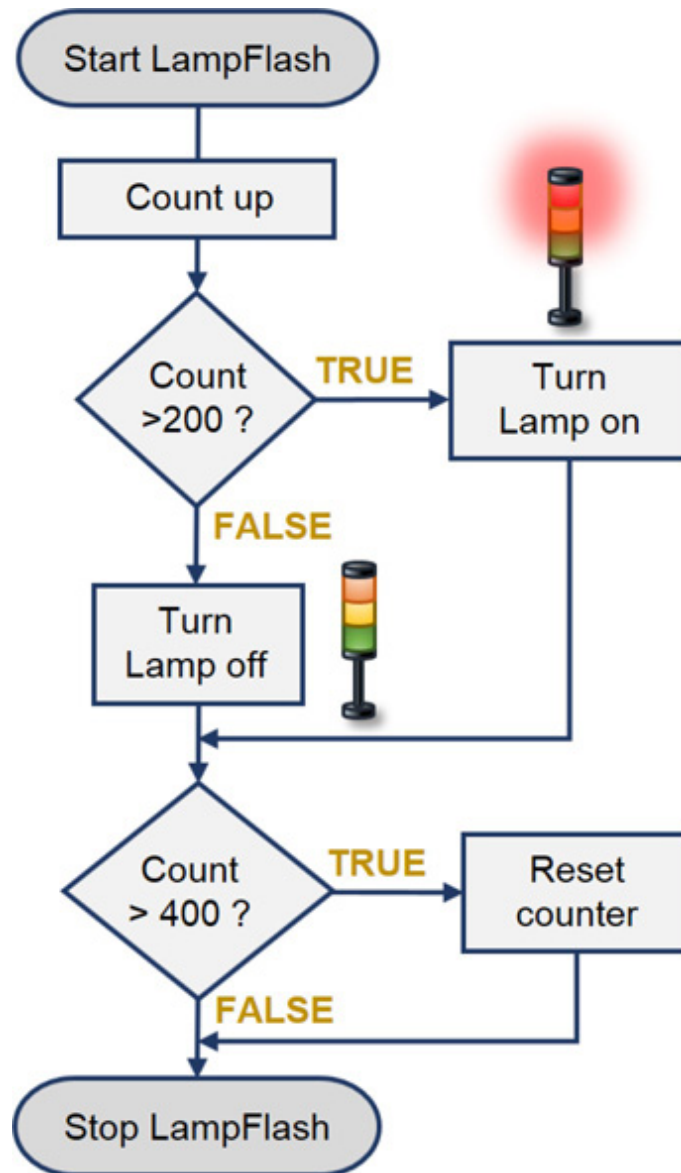 Start LampFlash
Count up
Count
>200 ?
TRUE
Turn
Lamp on
FALSE
Turn
Lamp off
Count
> 400 ?
TRUE
Reset
counter
FALSE
Stop LampFlash